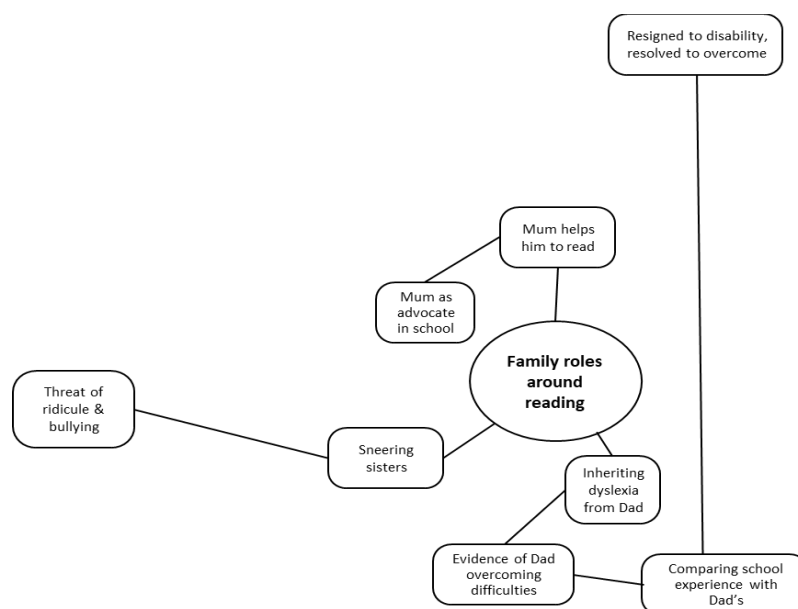 Resigned to disability,
resolved to overcome
Mum helps
him to read
Mum as
advocate
in school
Family roles
around
reading
Threat of
ridicule &
bullying
Sneering
sisters
Inheriting
dyslexia
from Dad
Evidence of Dad
overcoming
difficulties
Comparing school
experience with
Dad's